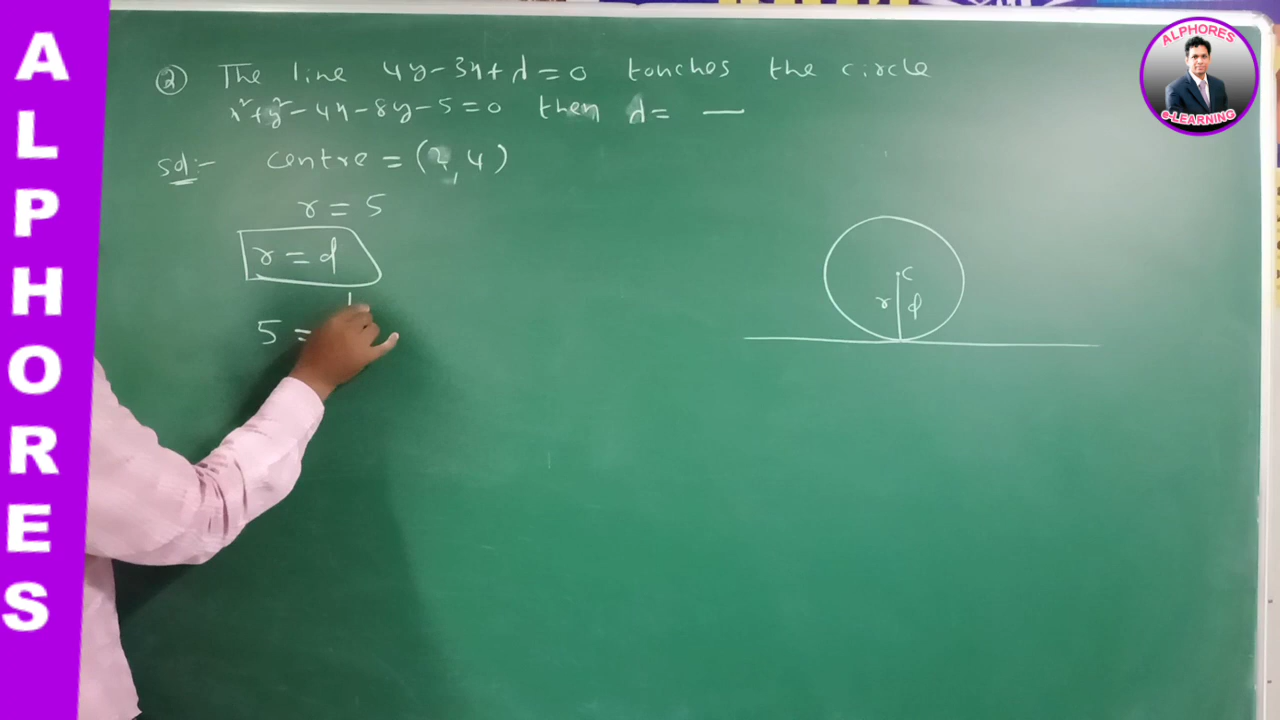 ALPHORES
ALPHORES
e-LEARNING
② The line 4y-3x+d=0 touches the circle
x²+y²-4x-8y-5=0 then d= —
Sol:- Centre = (2,4)
r = 5
r = d
5 =
c
r d